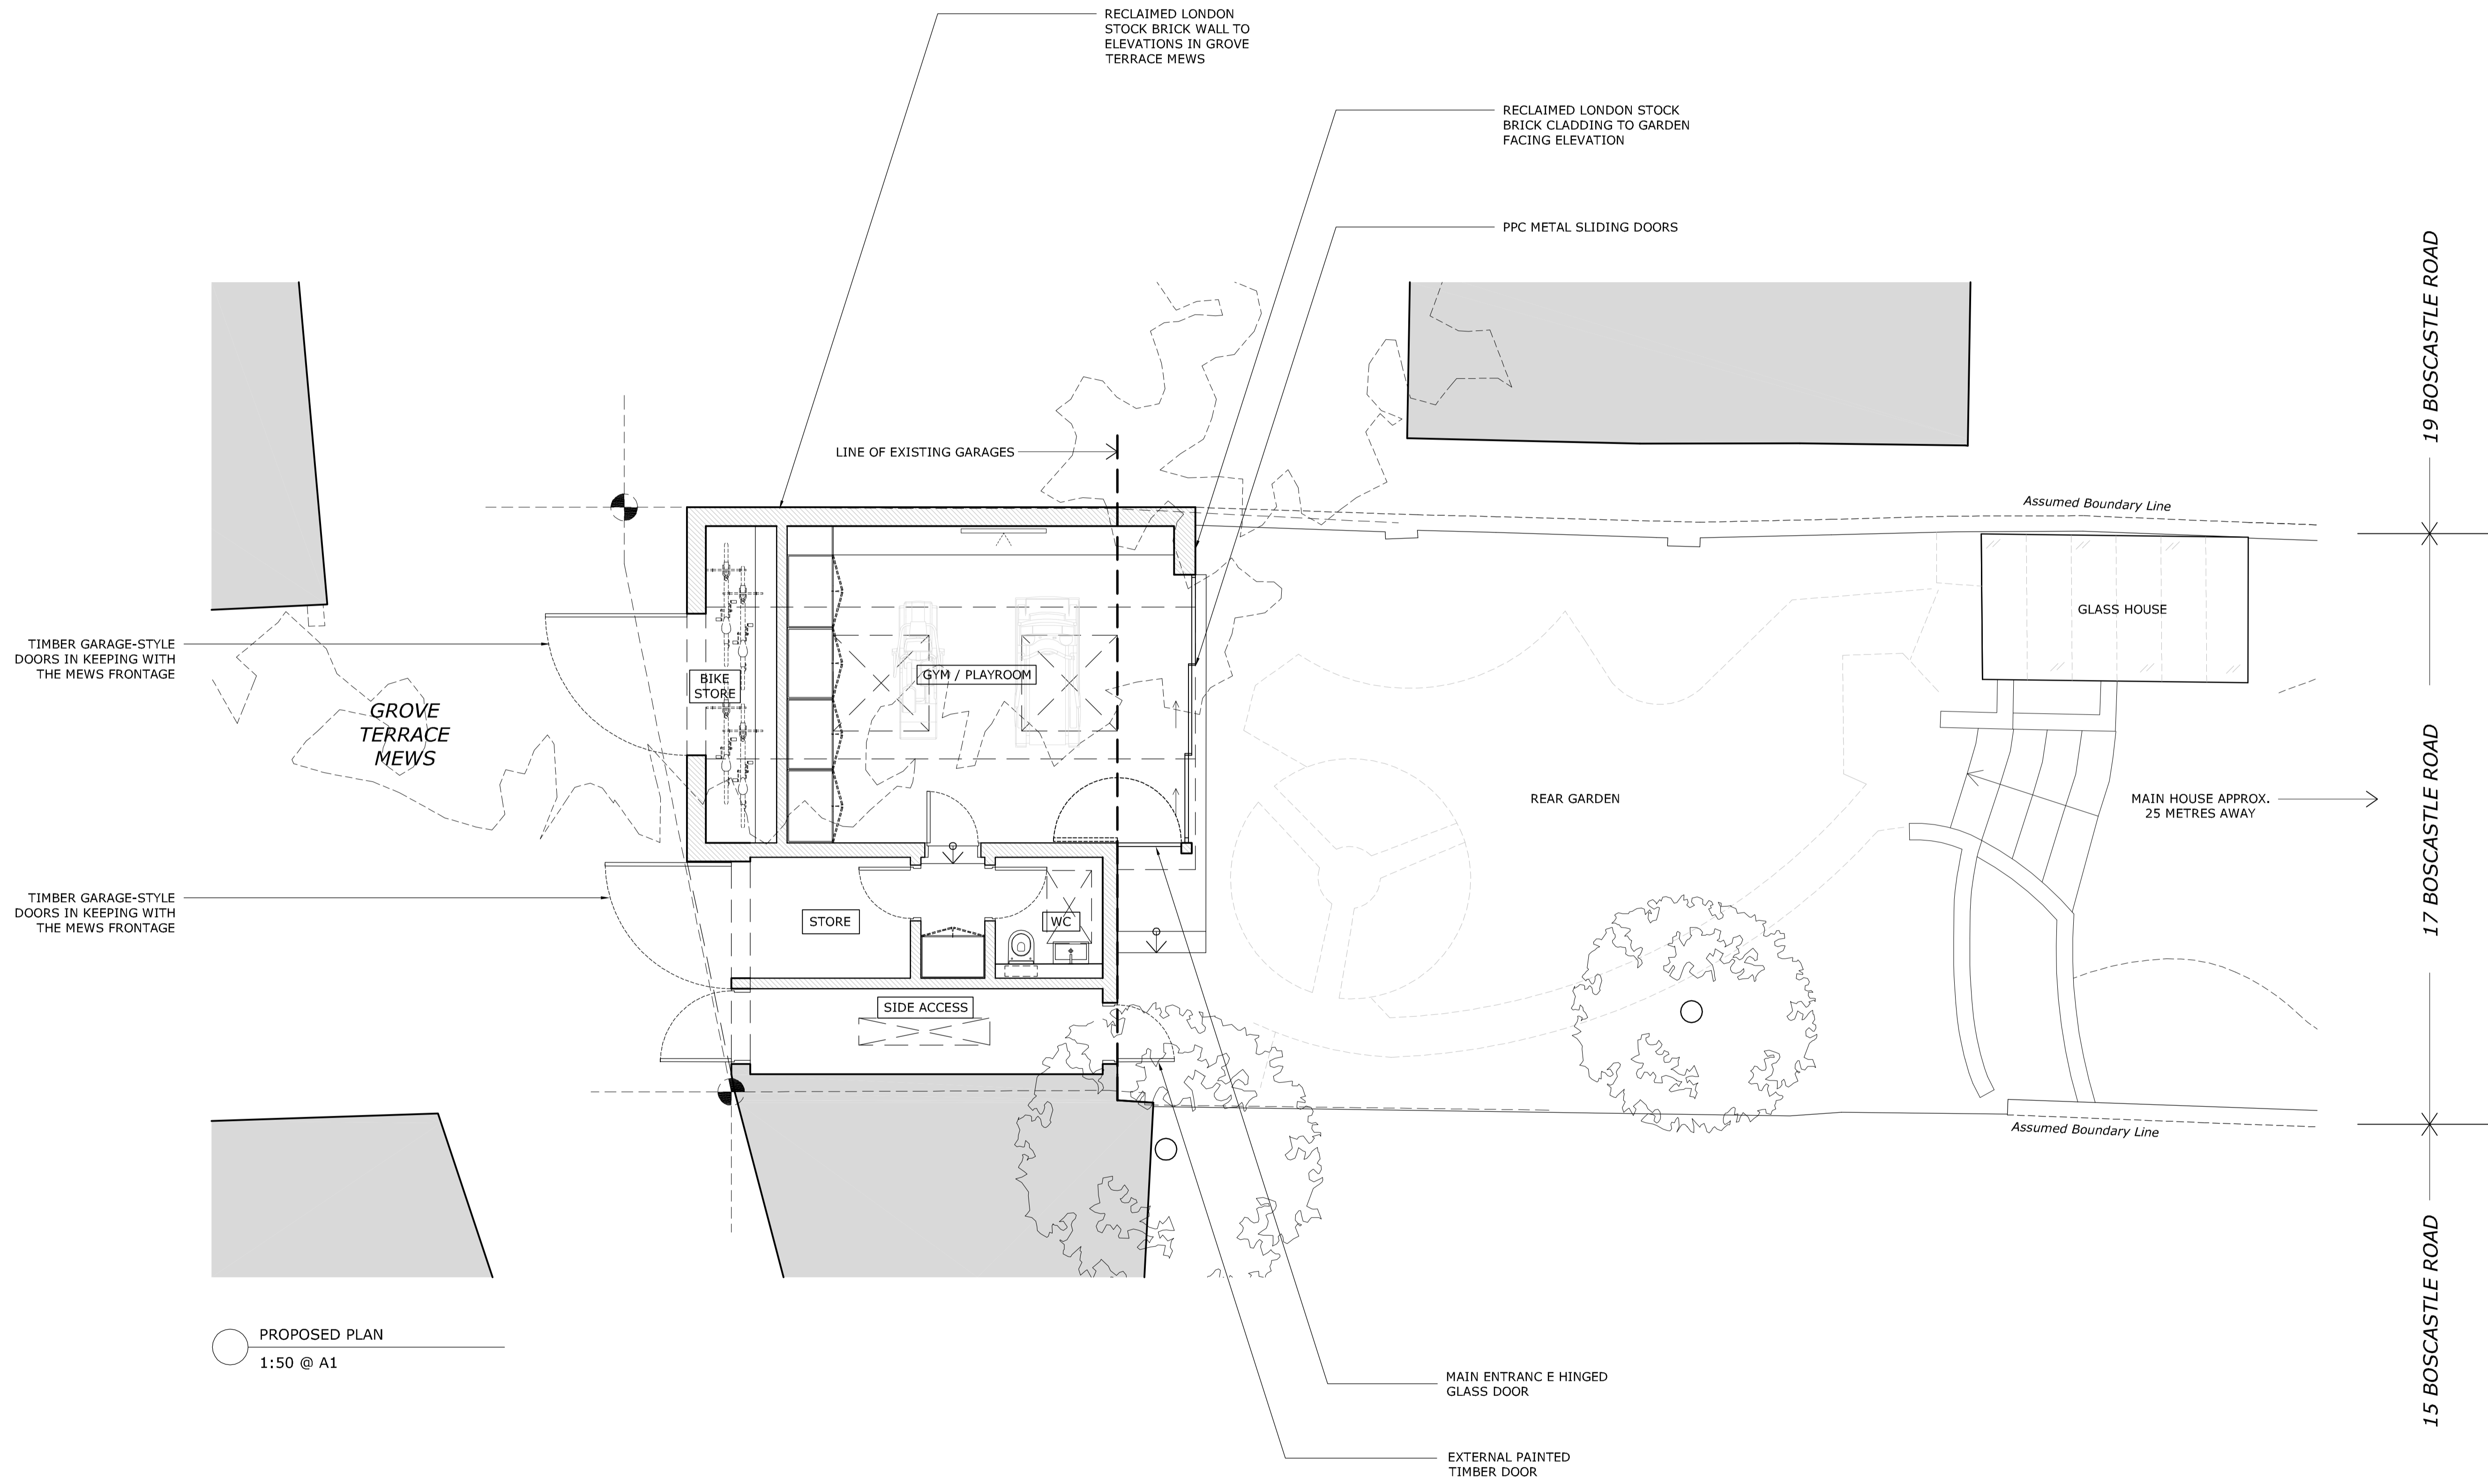 RECLAIMED LONDON
STOCK BRICK WALL TO
ELEVATIONS IN GROVE
TERRACE MEWS
RECLAIMED LONDON STOCK
BRICK CLADDING TO GARDEN
FACING ELEVATION
PPC METAL SLIDING DOORS
19 BOSCASTLE ROAD
LINE OF EXISTING GARAGES
Assumed Boundary Line
GLASS HOUSE
TIMBER GARAGE-STYLE
DOORS IN KEEPING WITH
THE MEWS FRONTAGE
BIKE
STORE
GYM / PLAYROOM
GROVE
TERRACE
MEWS
REAR GARDEN
MAIN HOUSE APPROX.
25 METRES AWAY
17 BOSCASTLE ROAD
TIMBER GARAGE-STYLE
DOORS IN KEEPING WITH
THE MEWS FRONTAGE
STORE
WC
SIDE ACCESS
Assumed Boundary Line
15 BOSCASTLE ROAD
PROPOSED PLAN
1:50 @ A1
MAIN ENTRANC E HINGED
GLASS DOOR
EXTERNAL PAINTED
TIMBER DOOR